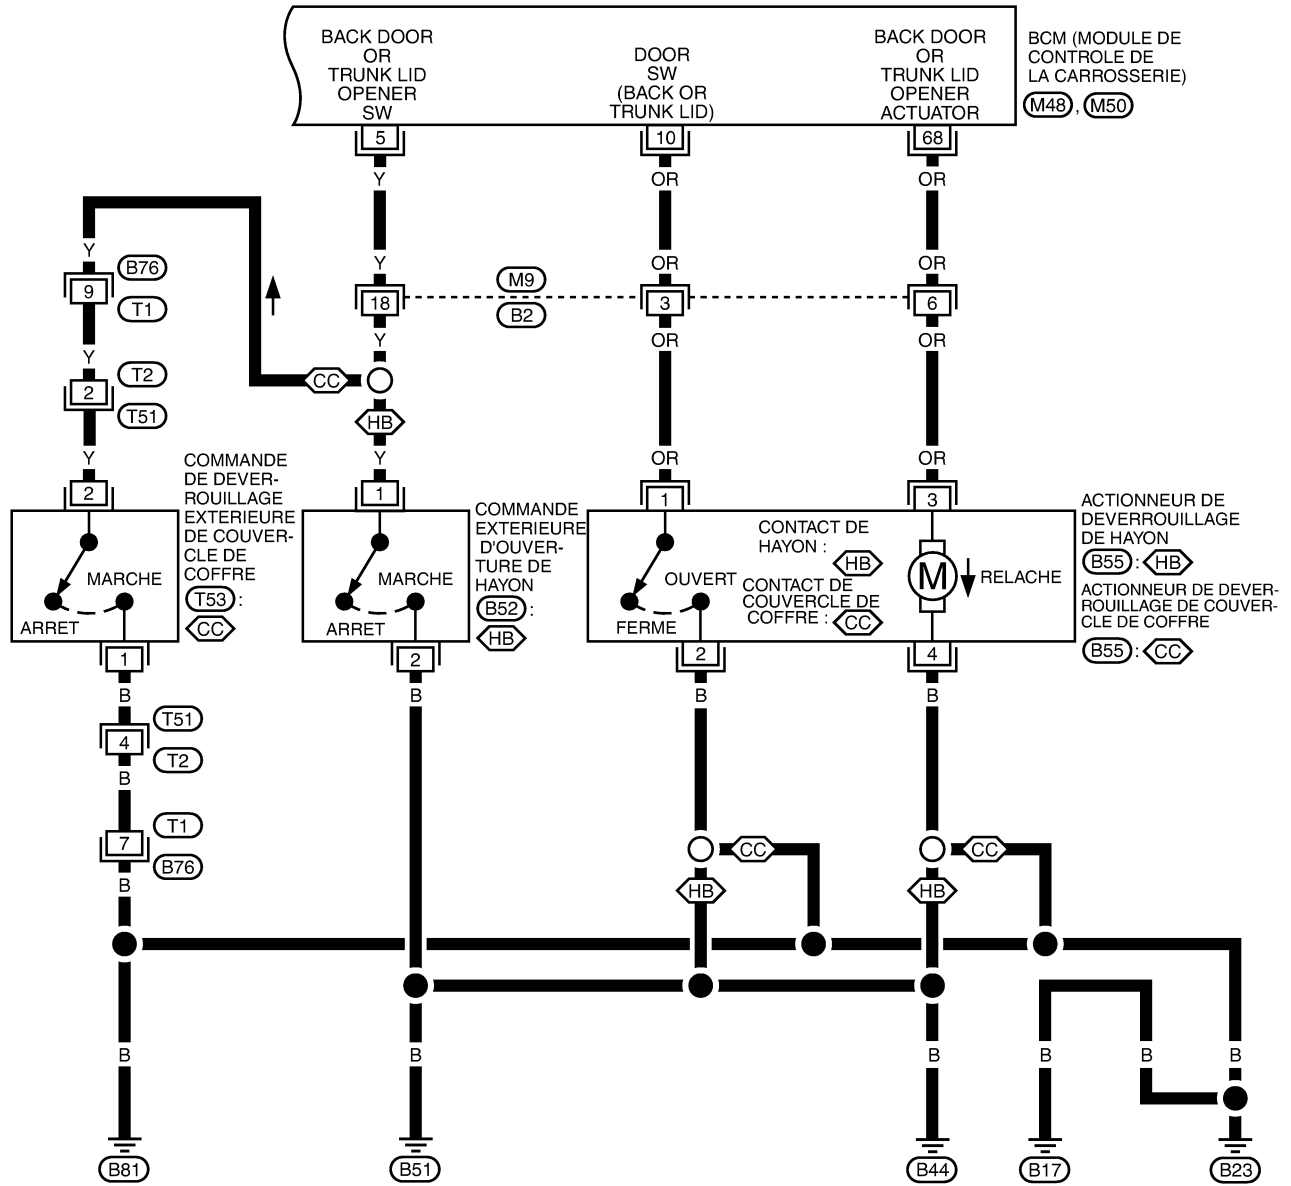 BACK DOOR
OR
TRUNK LID
OPENER
SW
DOOR
SW
(BACK OR
TRUNK LID)
BACK DOOR
OR
TRUNK LID
OPENER
ACTUATOR
BCM (MODULE DE
CONTROLE DE
LA CARROSSERIE)
M48 , M50
5
10
68
Y
OR
OR
Y
Y
OR
OR
B76
9
T1
M9
18
3
6
B2
Y
OR
OR
Y
T2
2
T51
CC
HB
Y
Y
OR
OR
2
1
1
3
COMMANDE
DE DEVER-
ROUILLAGE
EXTERIEURE
DE COUVER-
CLE DE
COFFRE
T53 :
CC
MARCHE
ARRET
COMMANDE
EXTERIEURE
D'OUVER-
TURE DE
HAYON
B52 :
HB
MARCHE
ARRET
OUVERT
FERME
CONTACT DE
HAYON :
HB
CONTACT DE
COUVERCLE DE
COFFRE : CC
M
RELACHE
ACTIONNEUR DE
DEVERROUILLAGE
DE HAYON
B55 : HB
ACTIONNEUR DE DEVER-
ROUILLAGE DE COUVER-
CLE DE COFFRE
B55 : CC
1
2
2
4
B
B
B
B
T51
4
T2
B
T1
7
B76
B
CC
CC
HB
HB
B
B
B
B
B
B
B81
B51
B44
B17
B23